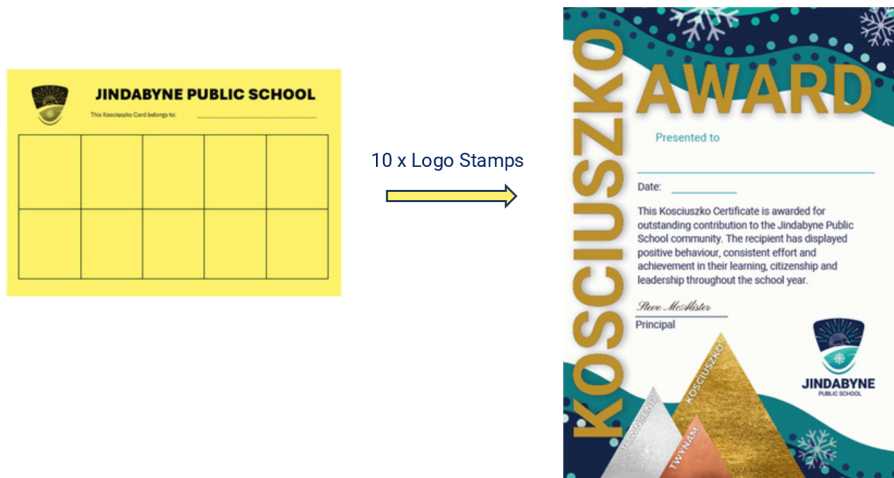 JINDABYNE PUBLIC SCHOOL
This Kosciuszko Card belongs to:
10 x Logo Stamps
KOSCIUSZKO
AWARD
Presented to
Date:
This Kosciuszko Certificate is awarded for
outstanding contribution to the Jindabyne Public
School community. The recipient has displayed
positive behaviour, consistent effort and
achievement in their learning, citizenship and
leadership throughout the school year.
Steve McAlister
Principal
KOSCIUSZKO
TWYNAM
JINDABYNE
PUBLIC SCHOOL